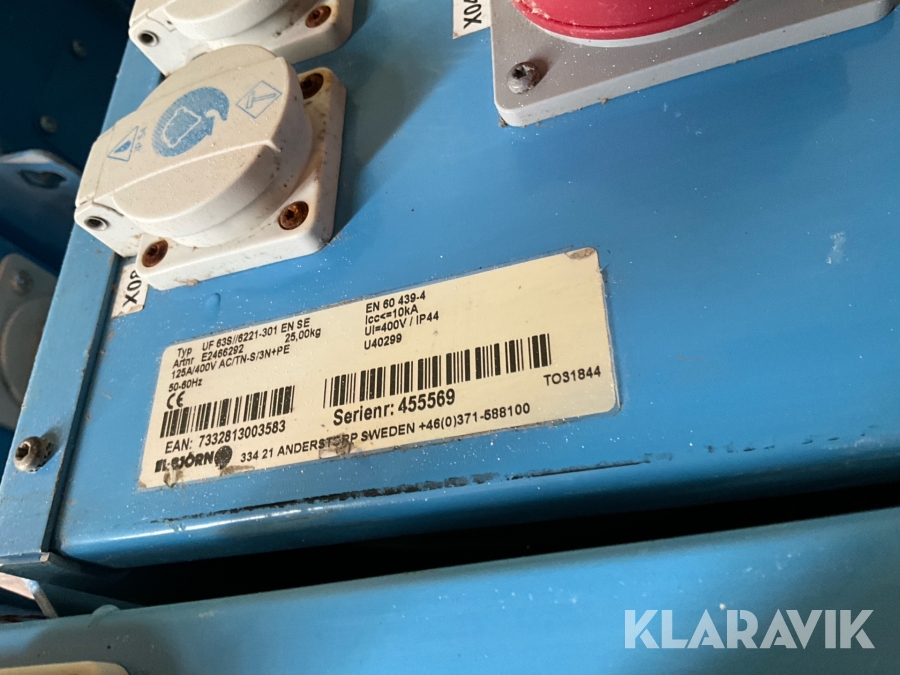 X04
X08
Typ UF 63S//6221-301 EN SE
Artnr E2466292 25,00kg
125A/400V AC/TN-S/3N+PE
50-60Hz
CE
EN 60 439-4
Icc<=10kA
Ui=400V / IP44
U40299
EAN: 7332813003583
Serienr: 455569
TOS1844
EL-BJÖRN 334 21 ANDERSTORP SWEDEN +46(0)371-588100
KLARAVIK